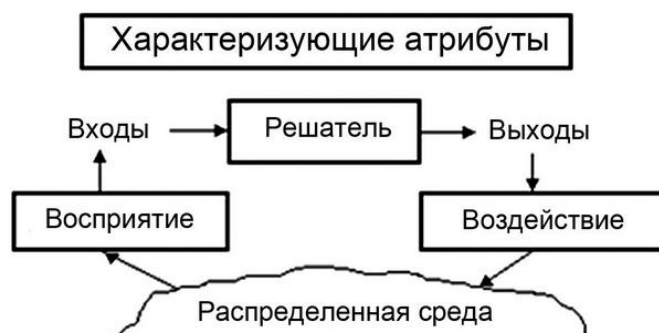 Характеризующие атрибуты
Входы
Решатель
Выходы
Восприятие
Воздействие
Распределенная среда